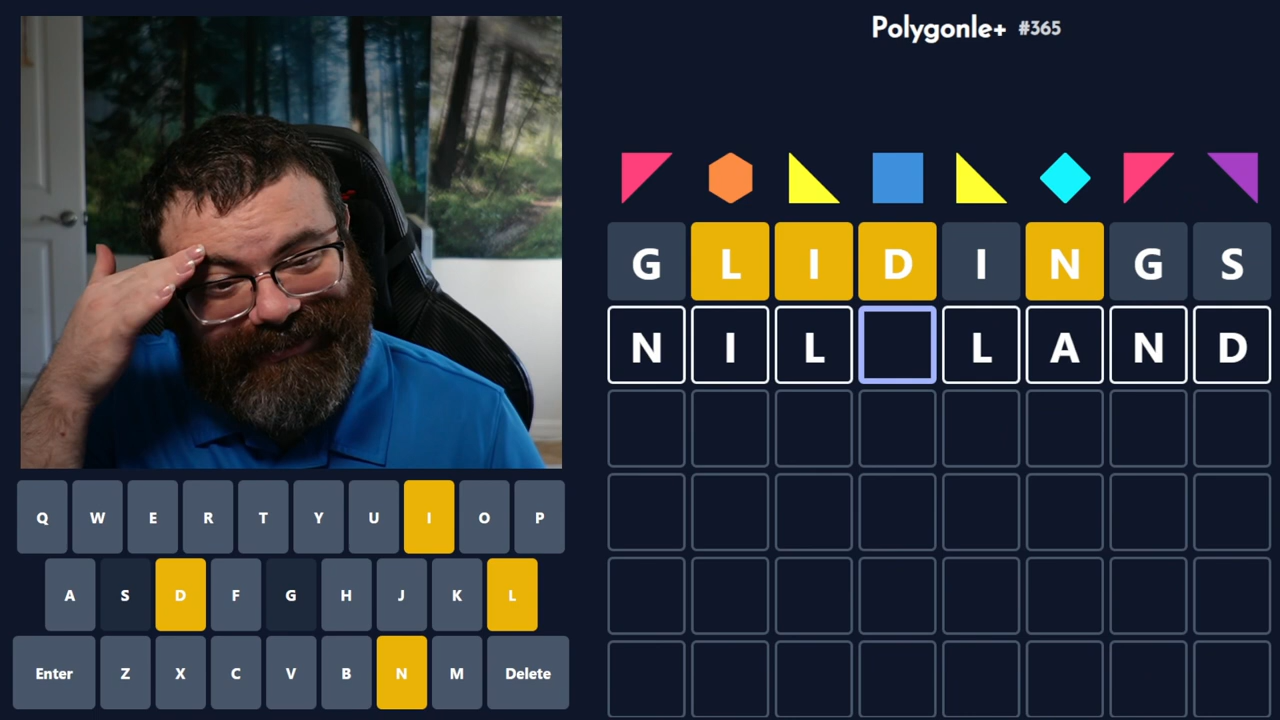 Polygonle+ #365
G L I D I N G S
N I L L A N D
Q W E R T Y U I O P
A S D F G H J K L
Enter Z X C V B N M Delete